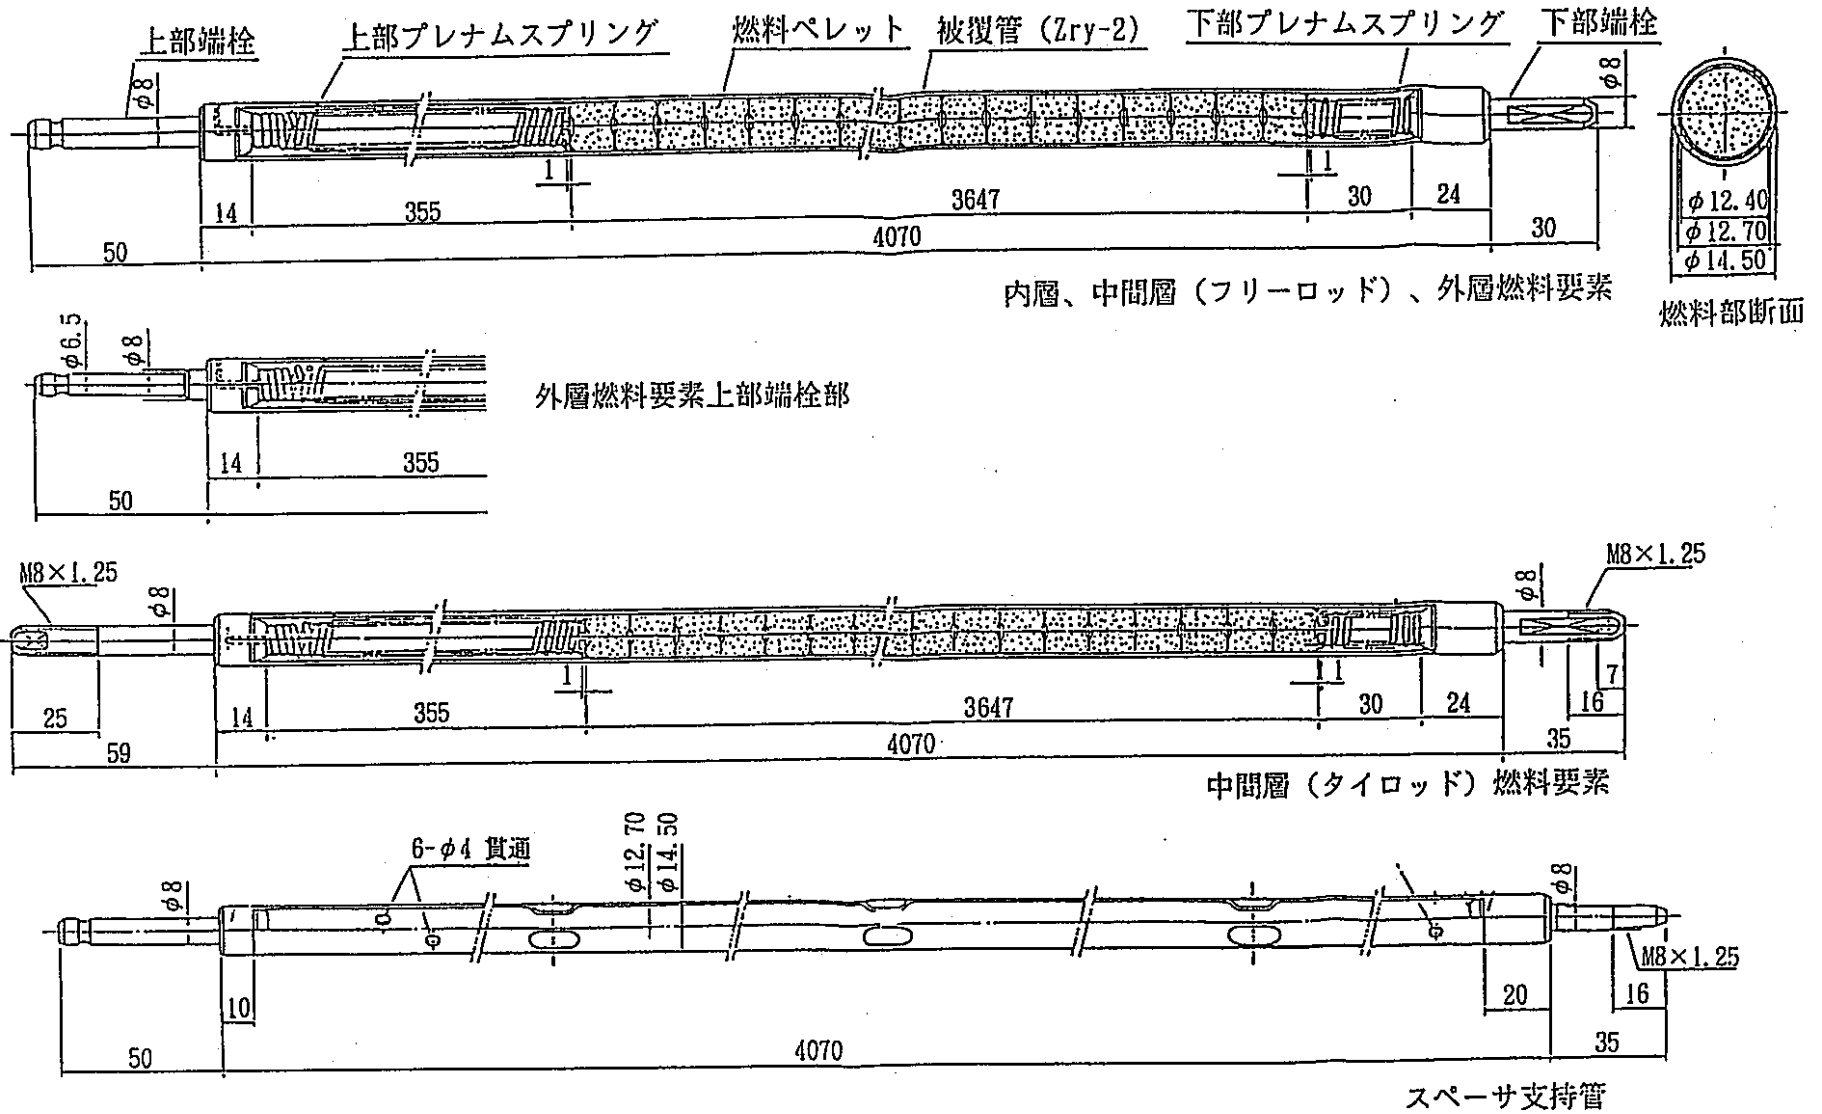 上部端栓
上部プレナムスプリング
燃料ペレット
被覆管 (Zry-2)
下部プレナムスプリング
下部端栓
φ8
φ8
1
1
14
355
3647
30
24
50
4070
30
φ12.40
φ12.70
φ14.50
内層、中間層（フリーロッド）、外層燃料要素
燃料部断面
φ6.5
φ8
外層燃料要素上部端栓部
14
355
50
M8×1.25
φ8
φ8
M8×1.25
1
1
7
25
14
355
3647
30
24
16
59
4070
35
中間層（タイロッド）燃料要素
6-φ4 貫通
φ8
φ12.70
φ14.50
φ8
M8×1.25
10
20
16
50
4070
35
スペーサ支持管